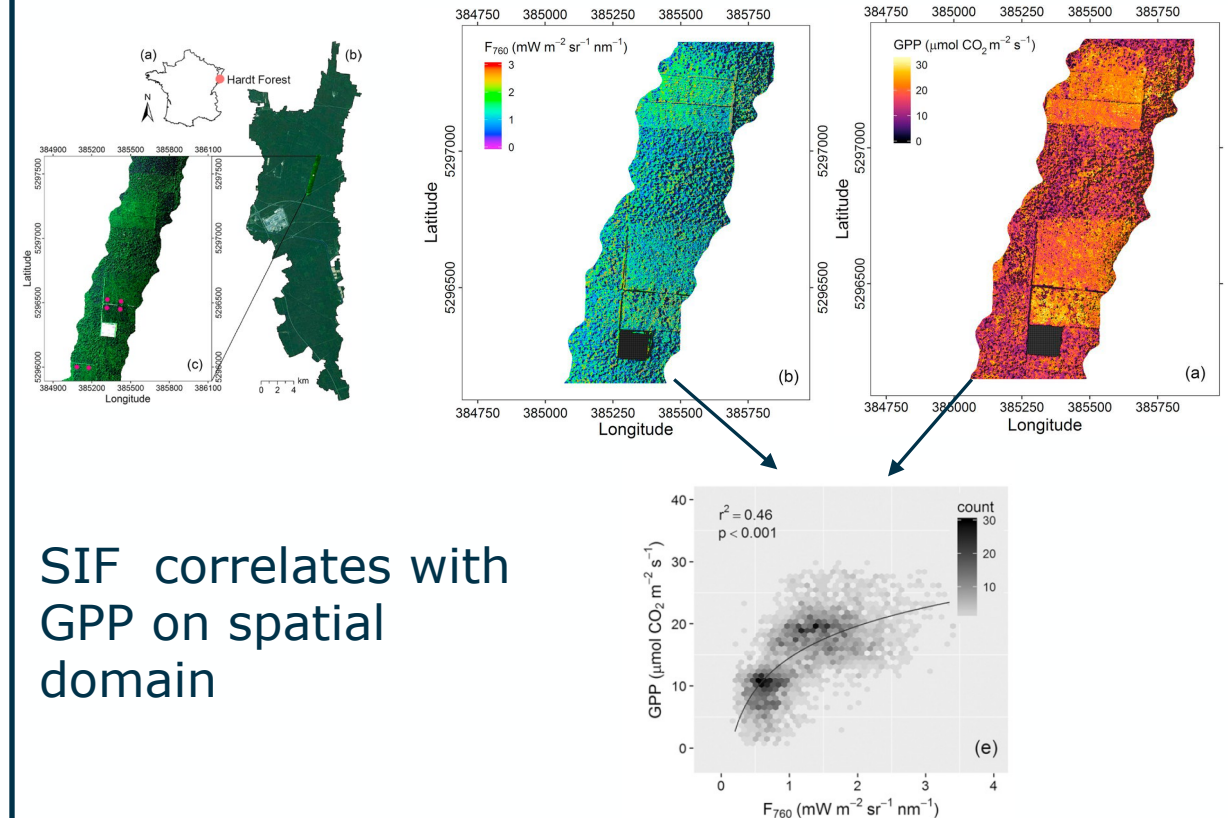 (a)
Hardt Forest
N
(b)
384900 385200 385500 385800 386100
5297500
5297000
5296500
5296000
Latitude
5297500
5297000
5296500
5296000
(c)
384900 385200 385500 385800 386100
Longitude
0 2 4 km
384750 385000 385250 385500 385750
F760 (mW m−2 sr−1 nm−1)
3
2
1
0
Latitude
5297000
5296500
(b)
384750 385000 385250 385500 385750
Longitude
384750 385000 385250 385500 385750
GPP (μmol CO2 m−2 s−1)
30
20
10
0
Latitude
5297000
5296500
(a)
384750 385000 385250 385500 385750
Longitude
SIF correlates with
GPP on spatial
domain
r2 = 0.46
p < 0.001
count
30
20
10
GPP (μmol CO2 m−2 s−1)
40
30
20
10
0
(e)
0 1 2 3 4
F760 (mW m−2 sr−1 nm−1)